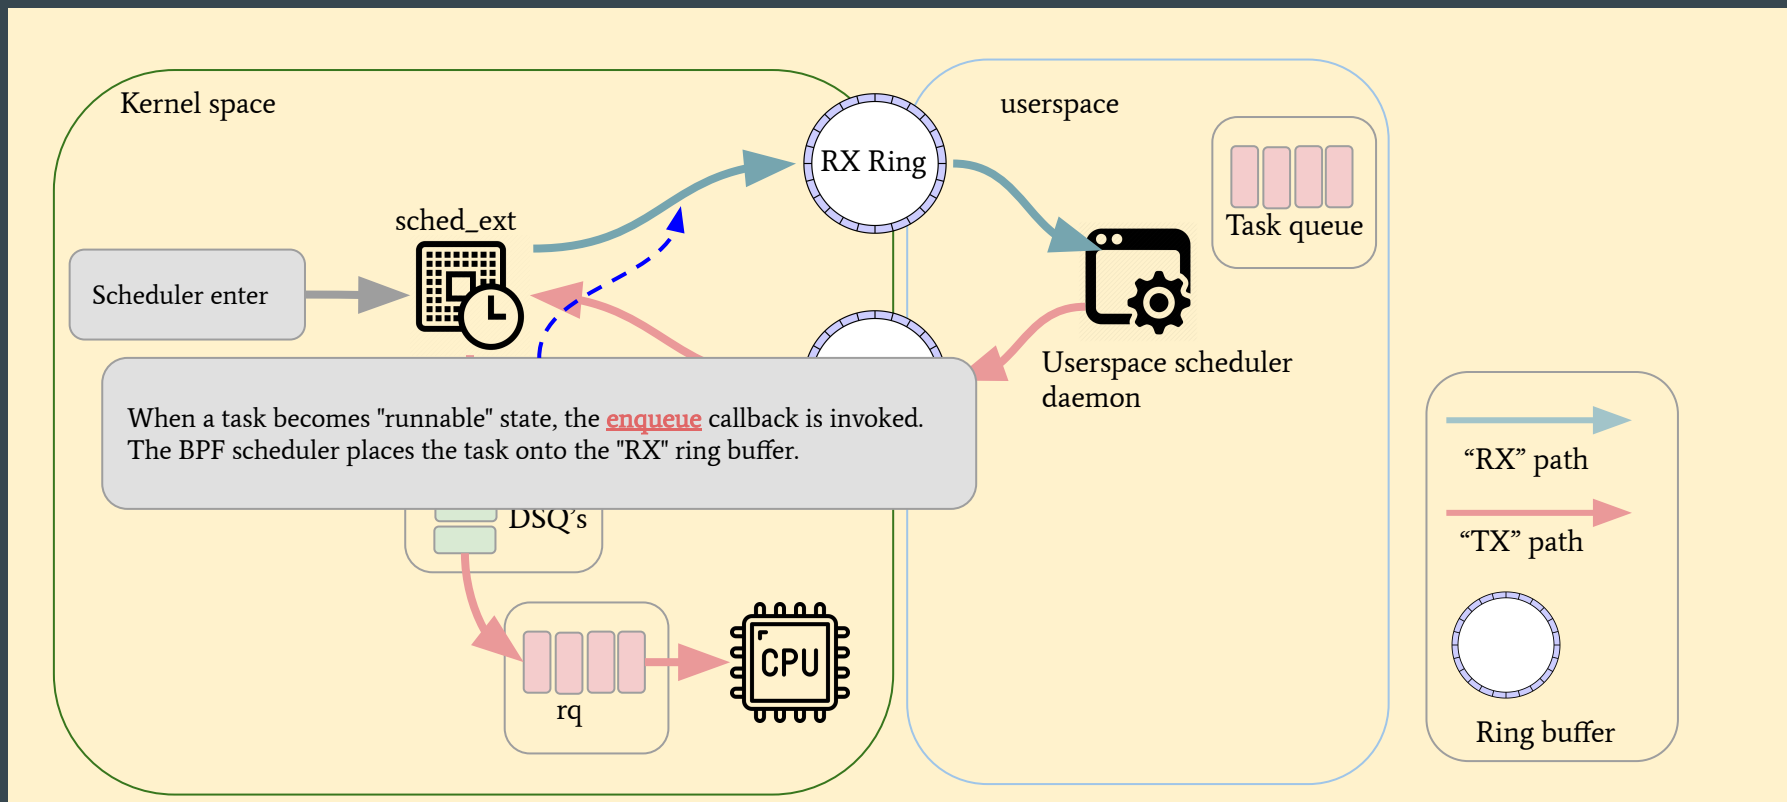 Kernel space
userspace
RX Ring
sched_ext
Task queue
Scheduler enter
Userspace scheduler
daemon
When a task becomes "runnable" state, the enqueue callback is invoked.
The BPF scheduler places the task onto the "RX" ring buffer.
DSQ’s
CPU
rq
“RX” path
“TX” path
Ring buffer